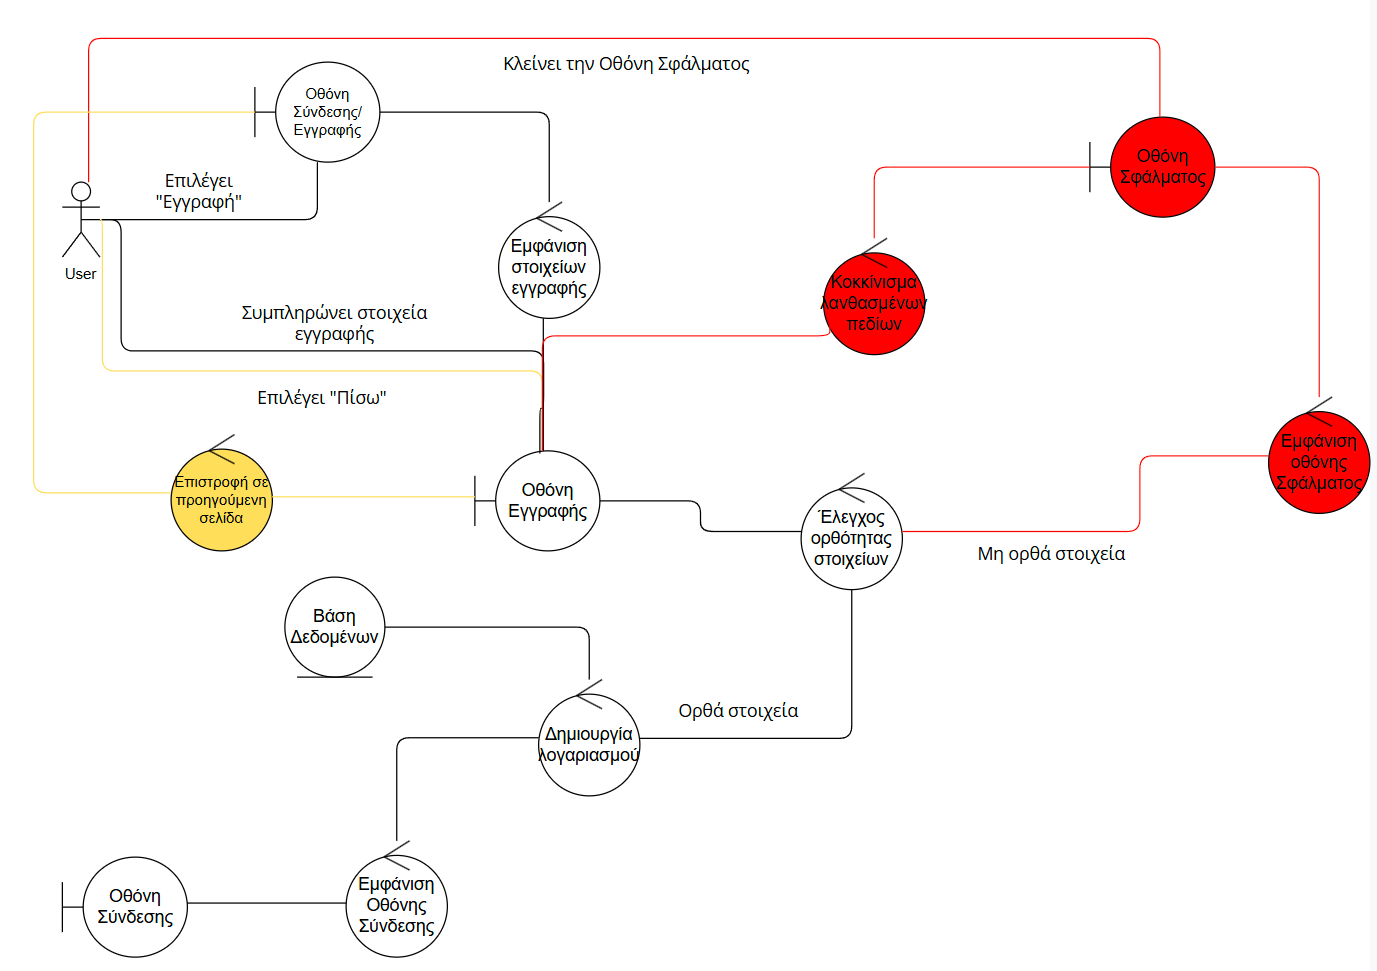 Κλείνει την Οθόνη Σφάλματος
Οθόνη
Σύνδεσης/
Εγγραφής
Επιλέγει
"Εγγραφή"
User
Εμφάνιση
στοιχείων
εγγραφής
Οθόνη
Σφάλματος
Κοκκίνισμα
λανθασμένων
πεδίων
Συμπληρώνει στοιχεία
εγγραφής
Επιλέγει "Πίσω"
Επιστροφή σε
προηγούμενη
σελίδα
Οθόνη
Εγγραφής
Έλεγχος
ορθότητας
στοιχείων
Εμφάνιση
οθόνης
Σφάλματος
Μη ορθά στοιχεία
Βάση
Δεδομένων
Ορθά στοιχεία
Δημιουργία
λογαριασμού
Οθόνη
Σύνδεσης
Εμφάνιση
Οθόνης
Σύνδεσης